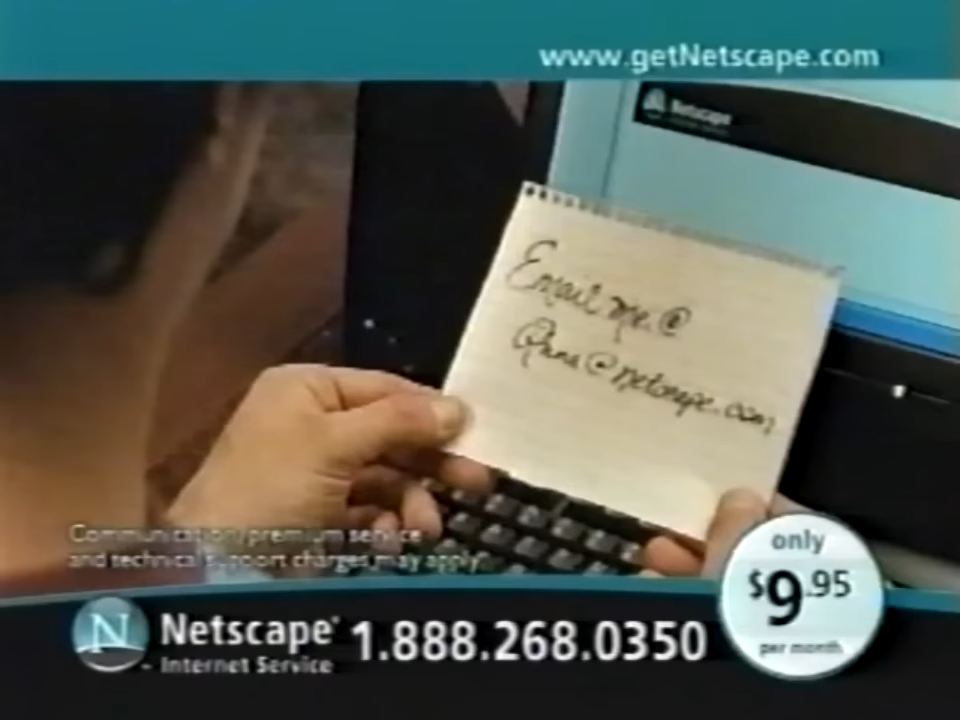 www.getNetscape.com
Netscape
Email me @
@netscape.com
Communication/premium service
and technical support charges may apply.
only
$9.95
per month
N
Netscape®
Internet Service
1.888.268.0350